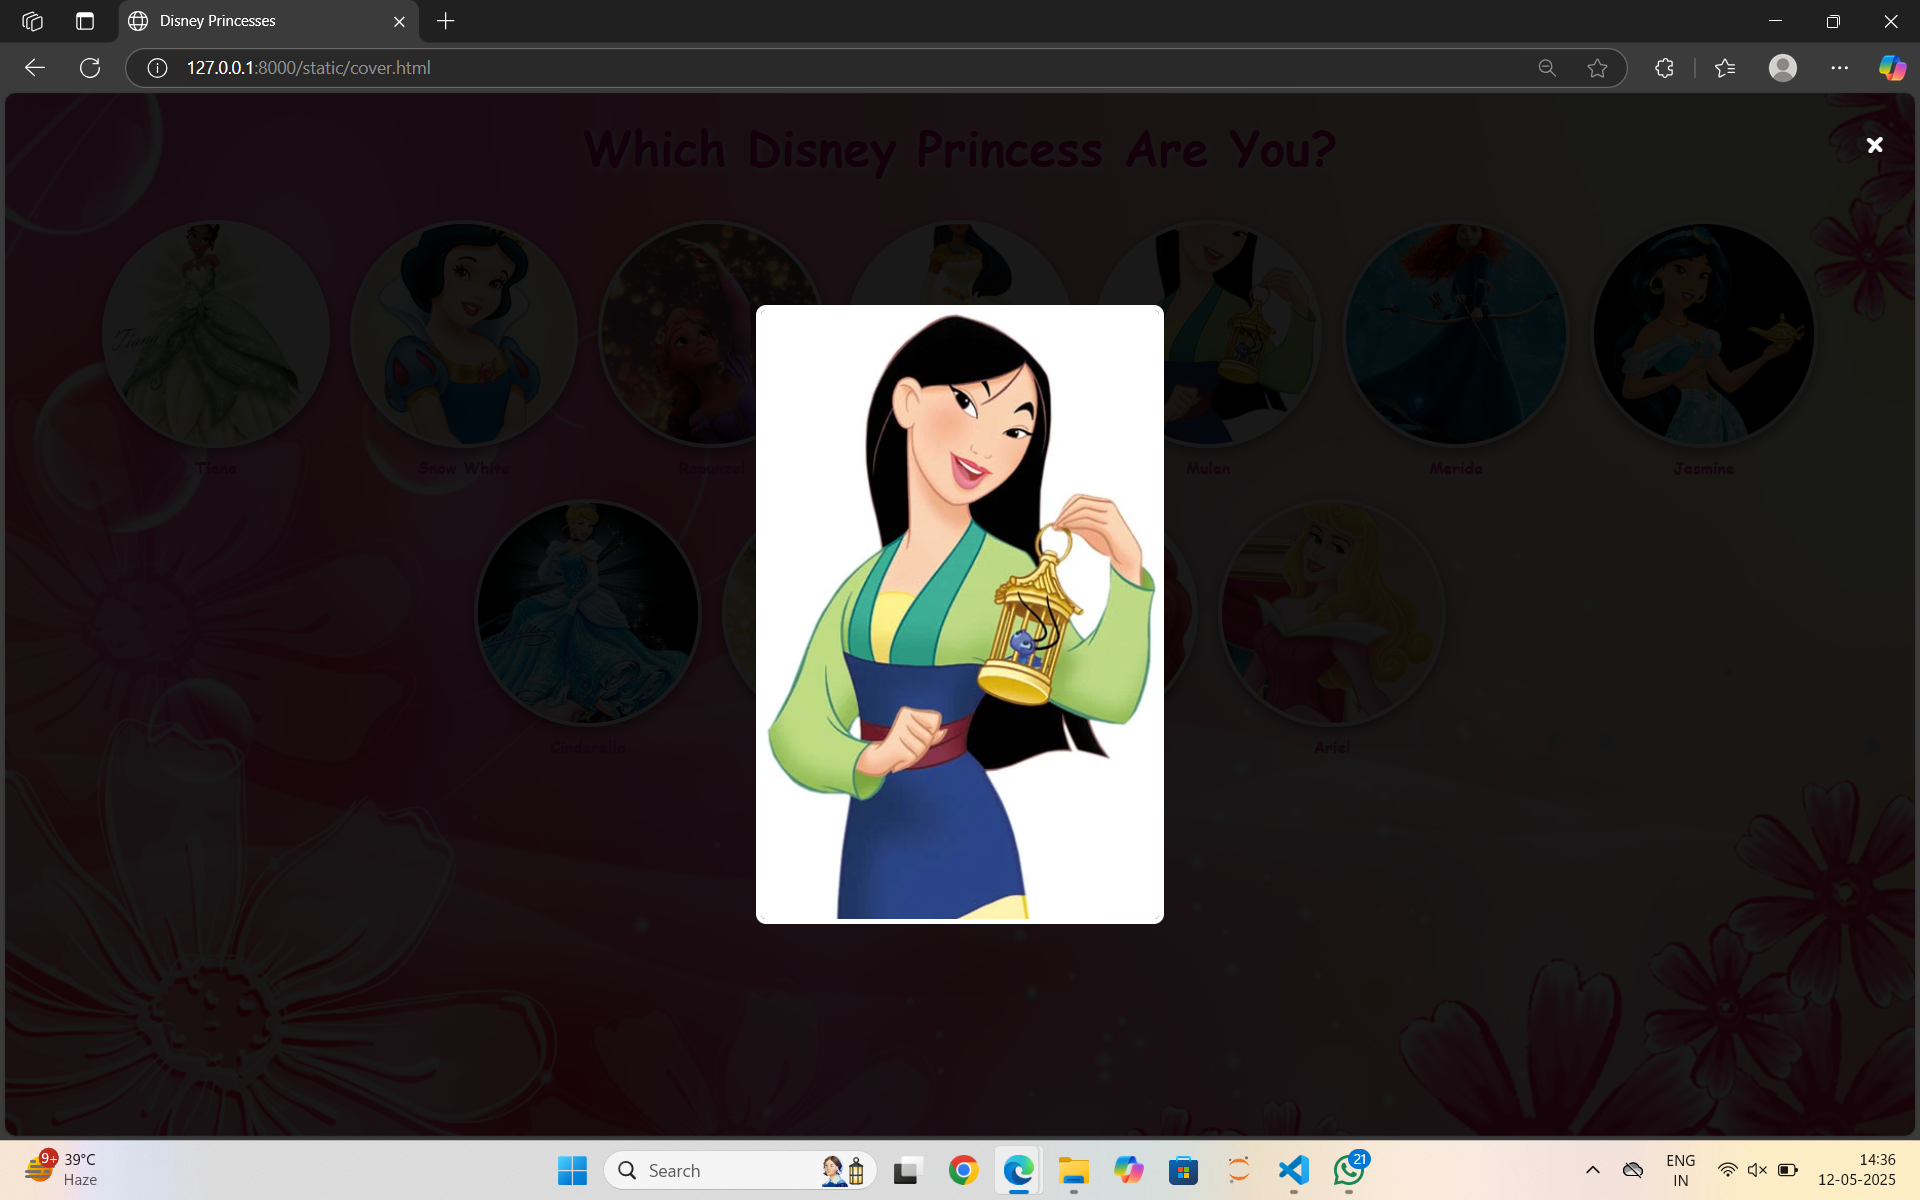 Disney Princesses
127.0.0.1:8000/static/cover.html
Which Disney Princess Are You?
Tiana
Tiana Snow White Rapunzel Mulan Merida Jasmine
Cinderella Ariel
9+ 39°C
Haze
Search
21
ENG
IN
14:36
12-05-2025